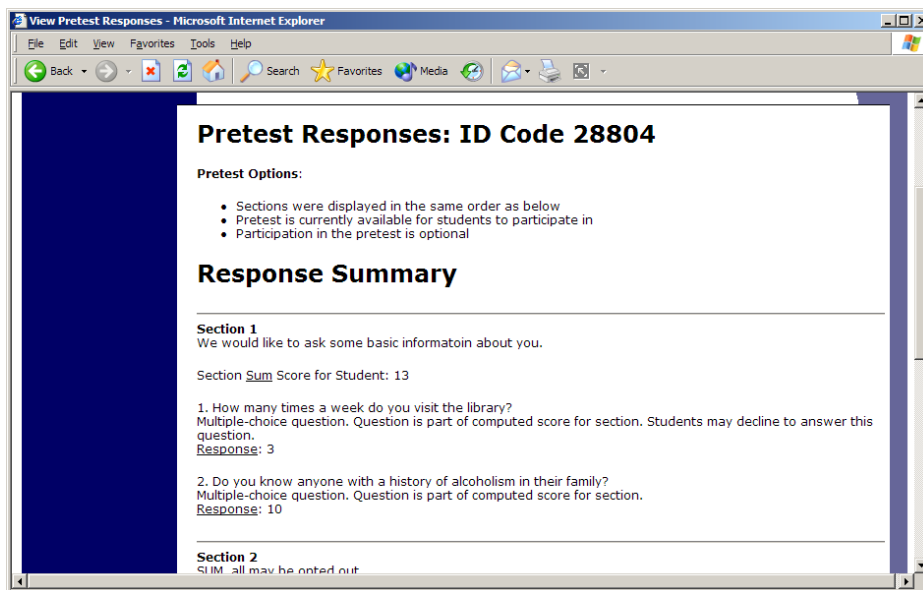 View Pretest Responses - Microsoft Internet Explorer
File Edit View Favorites Tools Help
Back Search Favorites Media
Pretest Responses: ID Code 28804
Pretest Options:
• Sections were displayed in the same order as below
• Pretest is currently available for students to participate in
• Participation in the pretest is optional
Response Summary
Section 1
We would like to ask some basic informatoin about you.
Section Sum Score for Student: 13
1. How many times a week do you visit the library?
Multiple-choice question. Question is part of computed score for section. Students may decline to answer this
question.
Response: 3
2. Do you know anyone with a history of alcoholism in their family?
Multiple-choice question. Question is part of computed score for section.
Response: 10
Section 2
SUM, all may be opted out